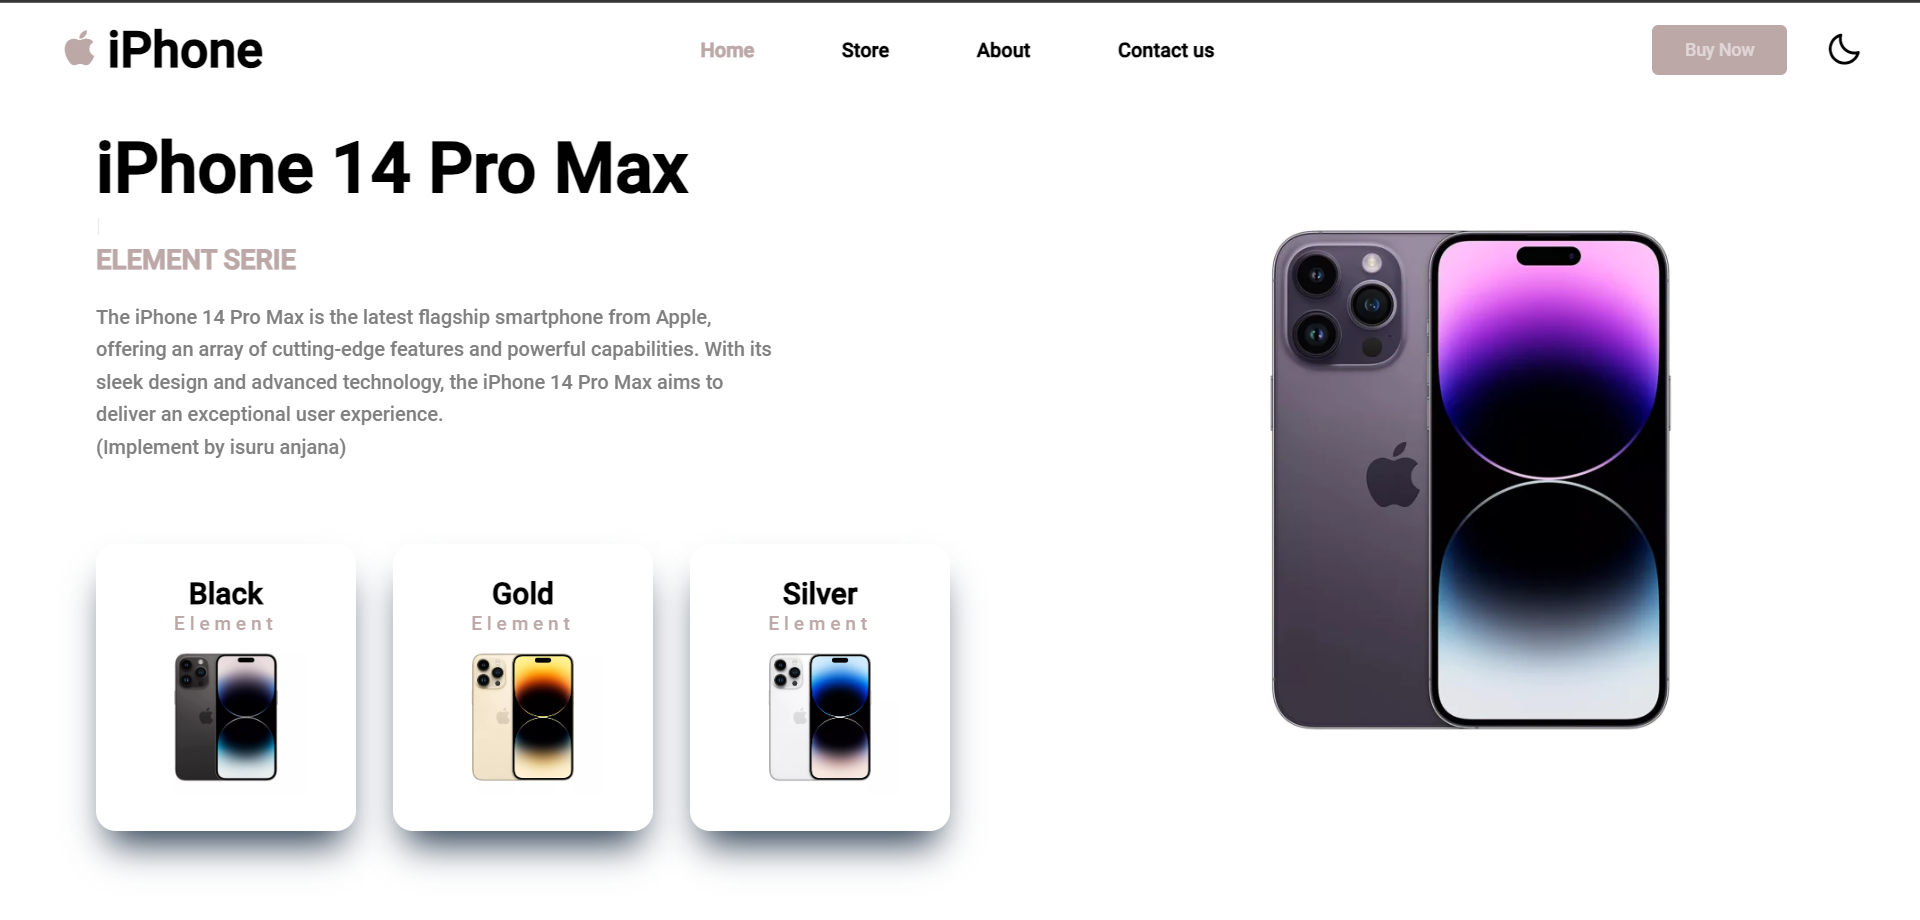 iPhone
Home
Store
About
Contact us
Buy Now
iPhone 14 Pro Max
ELEMENT SERIE
The iPhone 14 Pro Max is the latest flagship smartphone from Apple,
offering an array of cutting-edge features and powerful capabilities. With its
sleek design and advanced technology, the iPhone 14 Pro Max aims to
deliver an exceptional user experience.
(Implement by isuru anjana)
Black
Element
Gold
Element
Silver
Element